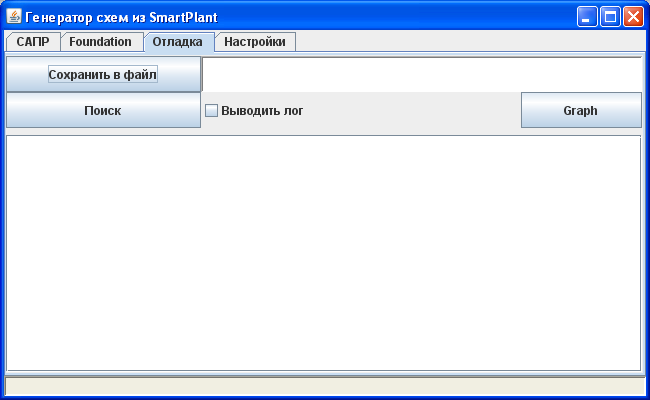 Генератор схем из SmartPlant
САПР Foundation Отладка Настройки
Сохранить в файл
Поиск Выводить лог Graph